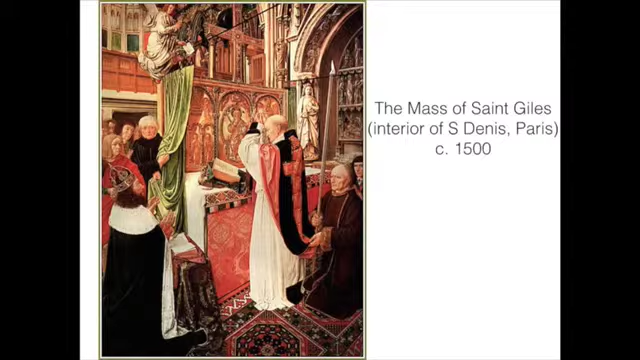 The Mass of Saint Giles
(interior of S Denis, Paris)
c. 1500